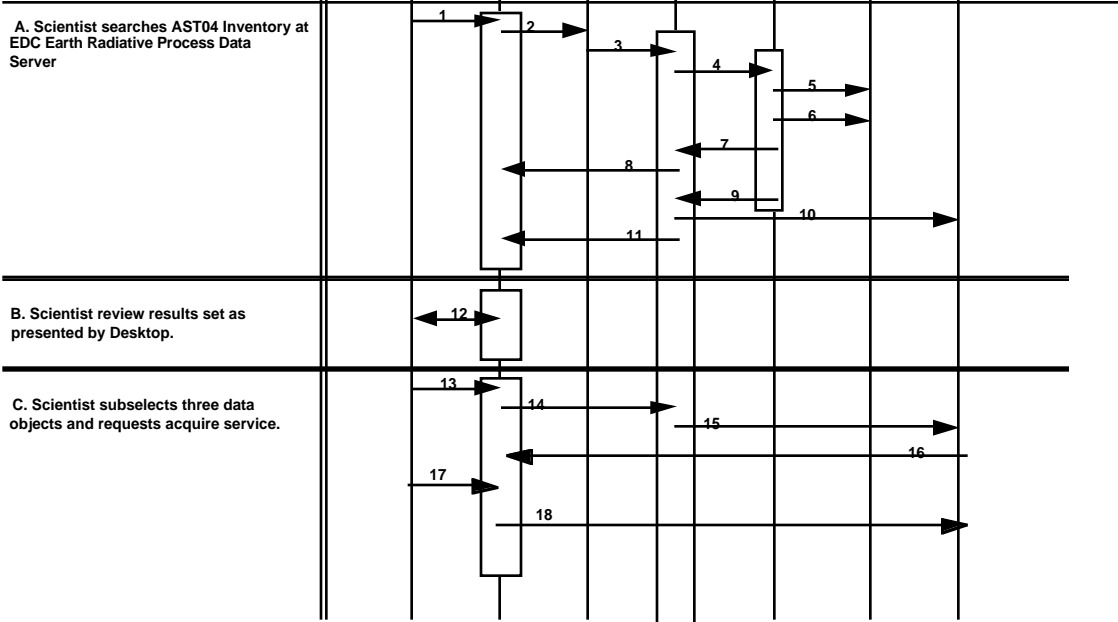 A. Scientist searches AST04 Inventory at
EDC Earth Radiative Process Data
Server
1
2
3
4
5
6
7
8
9
10
11
B. Scientist review results set as
presented by Desktop.
12
C. Scientist subselects three data
objects and requests acquire service.
13
14
15
16
17
18